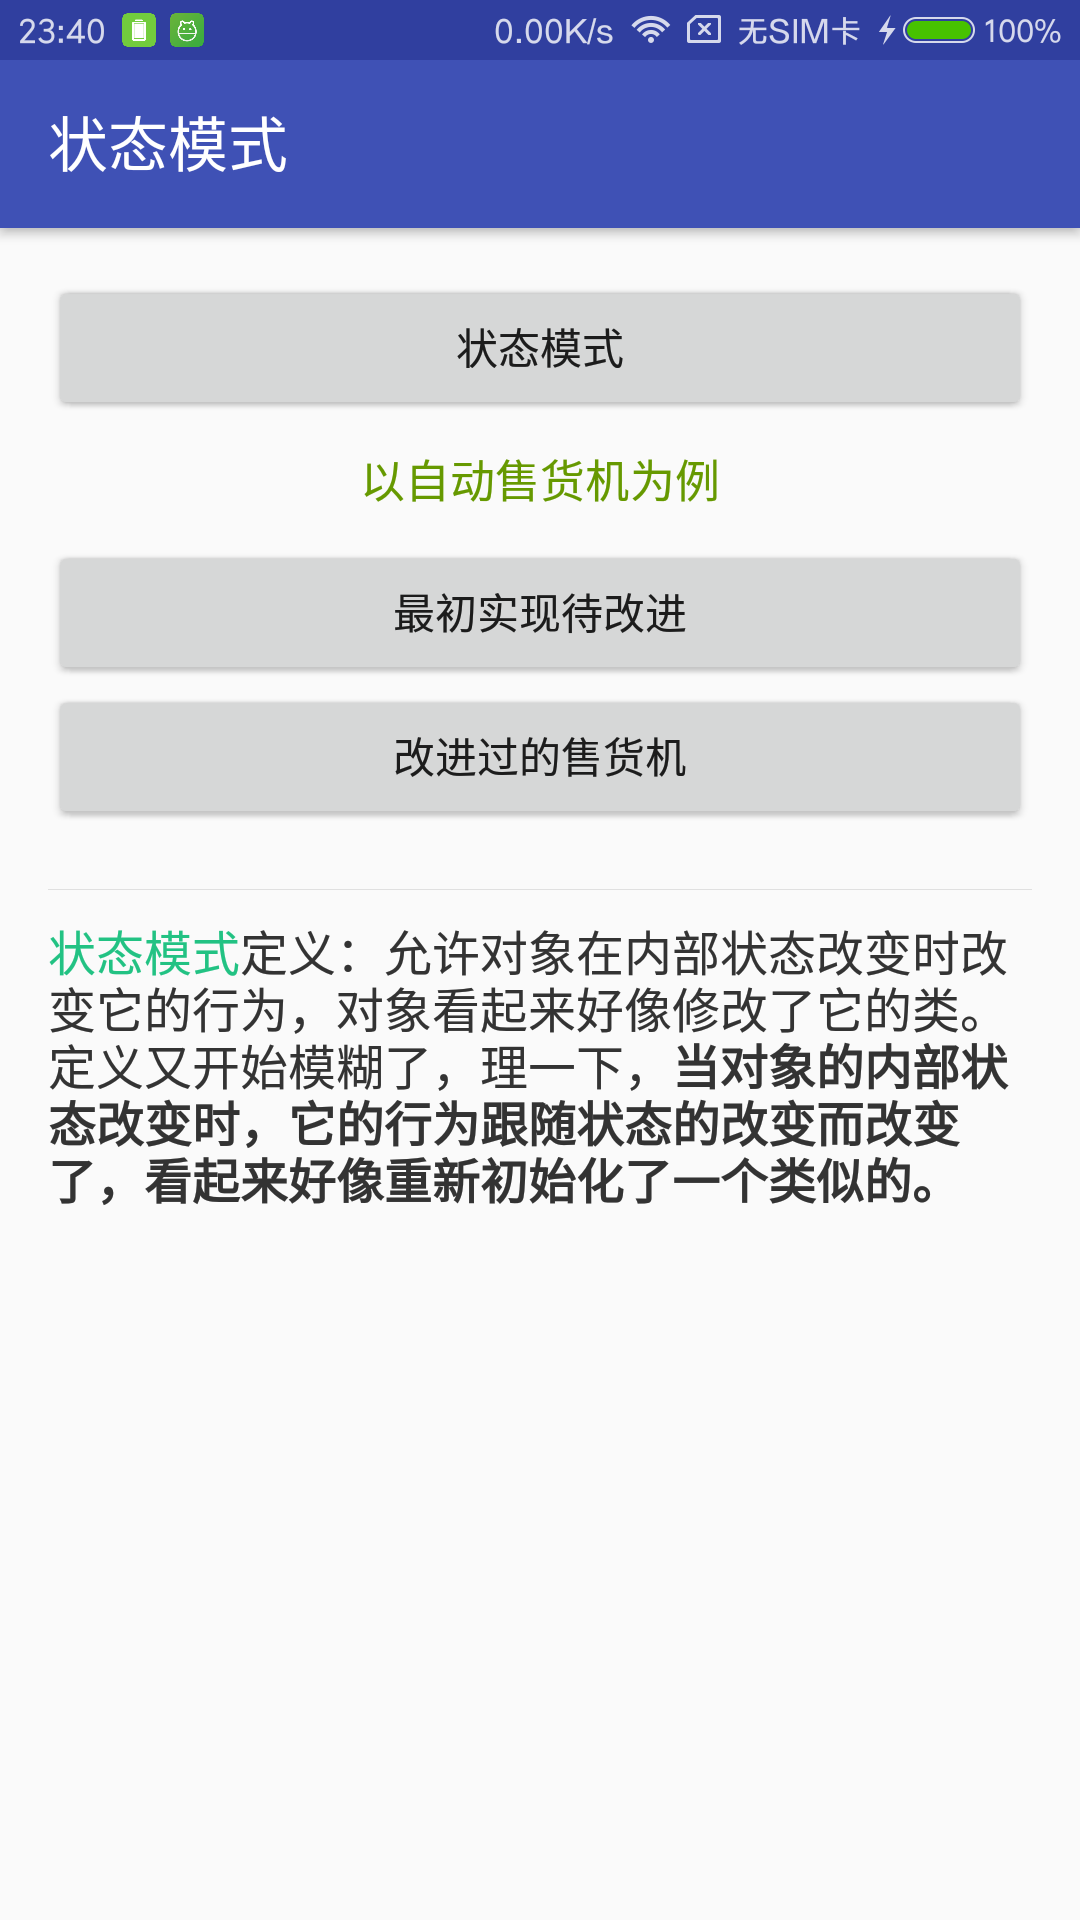 23:40 0.00K/s 无SIM卡 100%
状态模式
状态模式
以自动售货机为例
最初实现待改进
改进过的售货机
状态模式定义：允许对象在内部状态改变时改
变它的行为，对象看起来好像修改了它的类。
定义又开始模糊了，理一下，当对象的内部状
态改变时，它的行为跟随状态的改变而改变
了，看起来好像重新初始化了一个类似的。